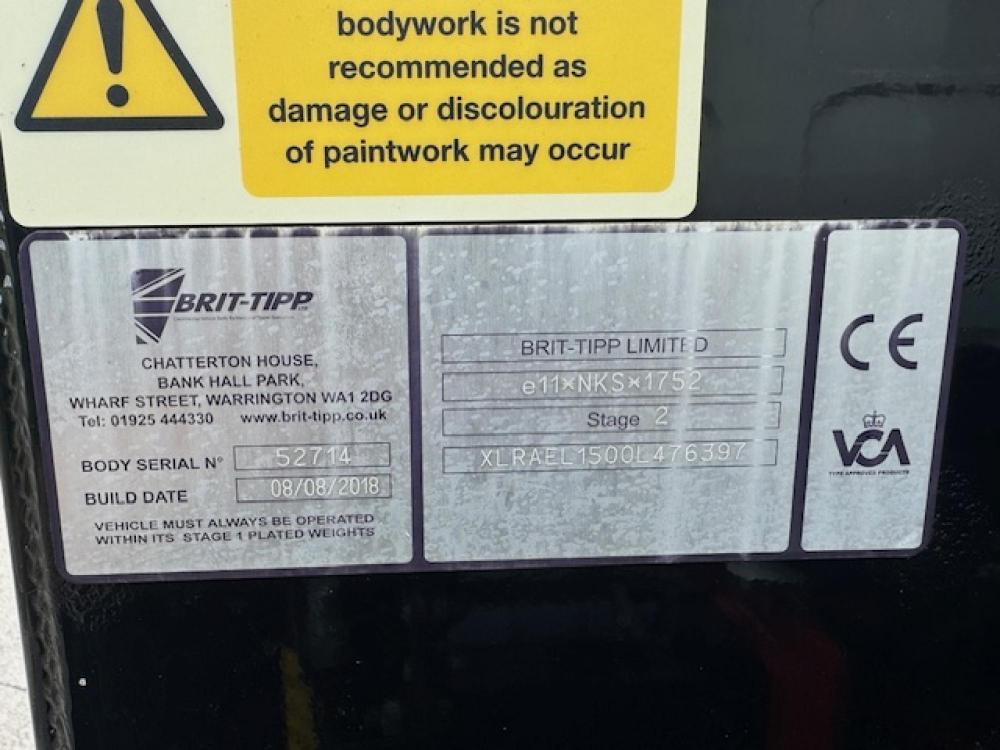 bodywork is not
recommended as
damage or discolouration
of paintwork may occur
BRIT-TIPP
CHATTERTON HOUSE,
BANK HALL PARK,
WHARF STREET, WARRINGTON WA1 2DG
Tel: 01925 444330 www.brit-tipp.co.uk
BODY SERIAL N° 52714
BUILD DATE 08/08/2018
VEHICLE MUST ALWAYS BE OPERATED
WITHIN ITS STAGE 1 PLATED WEIGHTS
BRIT-TIPP LIMITED
e11*NKS*1752
Stage 2
XLRAEL1500L476397
CE
VCA
TYPE APPROVED PRODUCTS